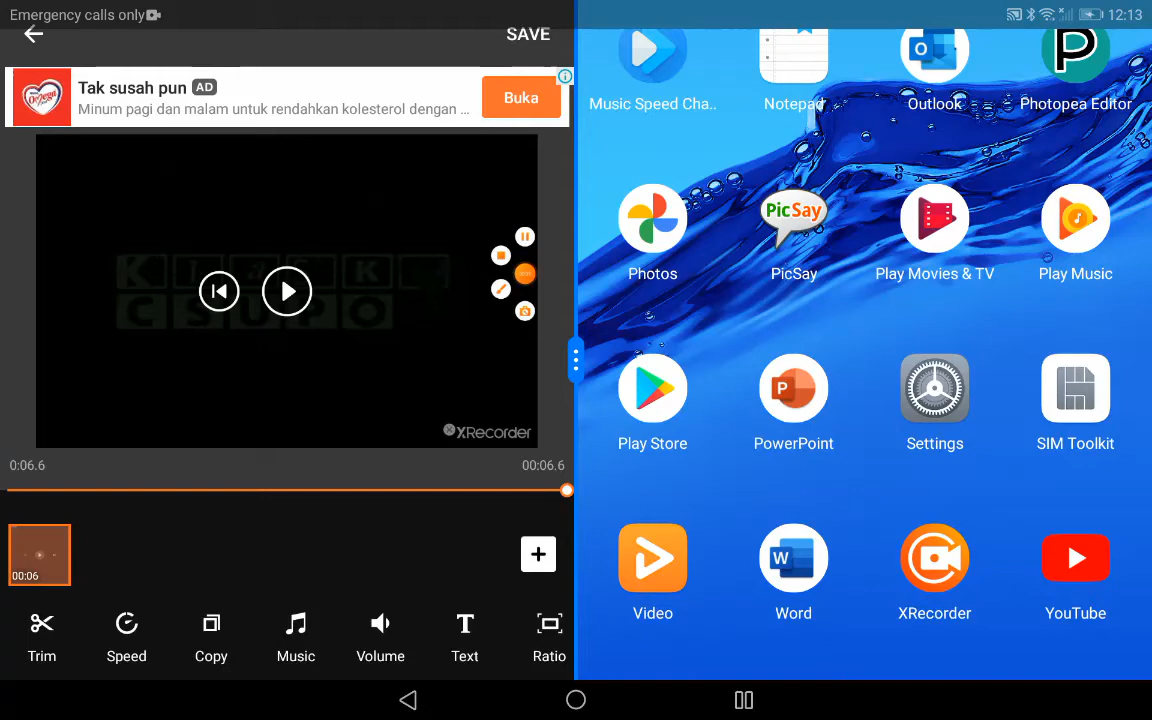 Emergency calls only
12:13
SAVE
Tak susah pun AD
Minum pagi dan malam untuk rendahkan kolesterol dengan ...
Buka
KlasKy
CSUPO
XRecorder
0:06.6
00:06.6
00:06
Trim
Speed
Copy
Music
Volume
Text
Ratio
Music Speed Cha..
Notepad
Outlook
Photopea Editor
Photos
PicSay
PicSay
Play Movies & TV
Play Music
Play Store
P
PowerPoint
Settings
SIM Toolkit
W
Video
Word
XRecorder
YouTube